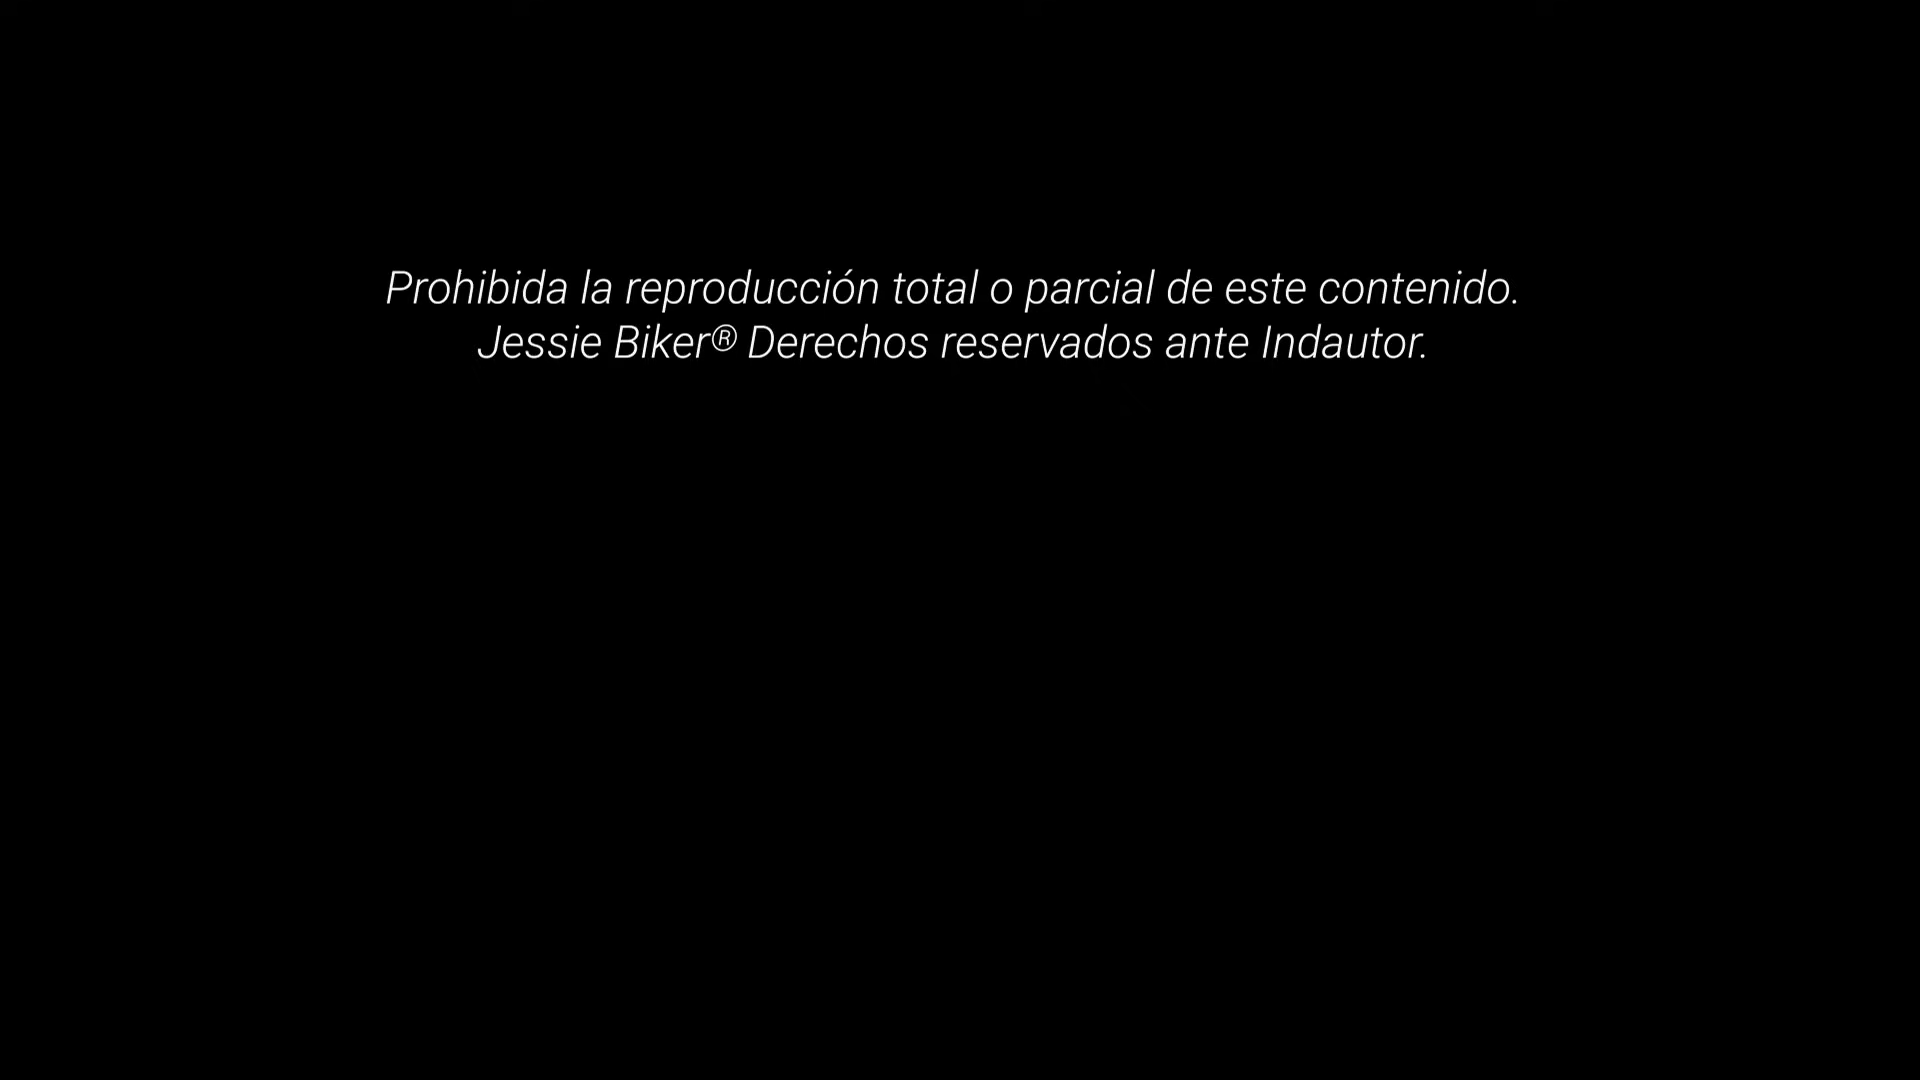 Prohibida la reproducción total o parcial de este contenido.
Jessie Biker® Derechos reservados ante Indautor.